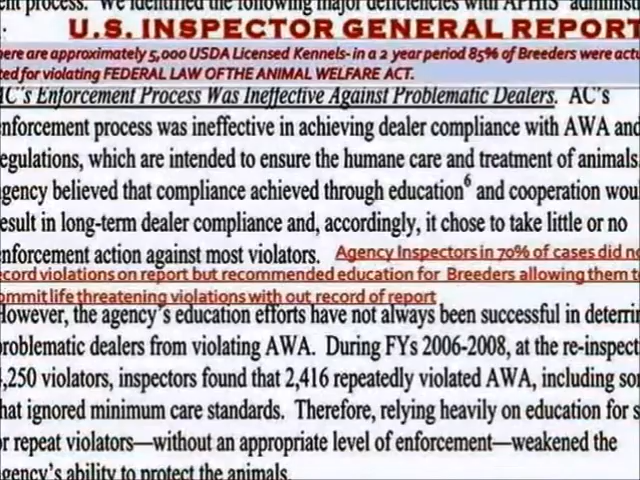 ent process. We identified the following major deficiencies with APHIS' administ
U.S. INSPECTOR GENERAL REPORT
ere are approximately 5,000 USDA Licensed Kennels- in a 2 year period 85% of Breeders were actu
ted for violating FEDERAL LAW OF THE ANIMAL WELFARE ACT.
AC's Enforcement Process Was Ineffective Against Problematic Dealers. AC's
nforcement process was ineffective in achieving dealer compliance with AWA and
egulations, which are intended to ensure the humane care and treatment of animals
gency believed that compliance achieved through education6 and cooperation wou
esult in long-term dealer compliance and, accordingly, it chose to take little or no
nforcement action against most violators. Agency Inspectors in 70% of cases did no
ecord violations on report but recommended education for Breeders allowing them t
ommit life threatening violations with out record of report
However, the agency's education efforts have not always been successful in deterrin
problematic dealers from violating AWA. During FYs 2006-2008, at the re-inspect
,250 violators, inspectors found that 2,416 repeatedly violated AWA, including so
hat ignored minimum care standards. Therefore, relying heavily on education for s
r repeat violators—without an appropriate level of enforcement—weakened the
gency's ability to protect the animals.